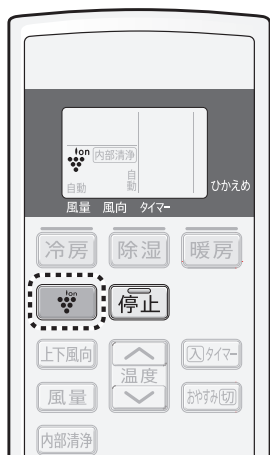 Ion 内部清浄
自動 自動 ひかえめ
風量 風向 タイマー
冷房 除湿 暖房
Ion 停止
上下風向 入タイマー
温度
風量 おやすみ切
内部清浄